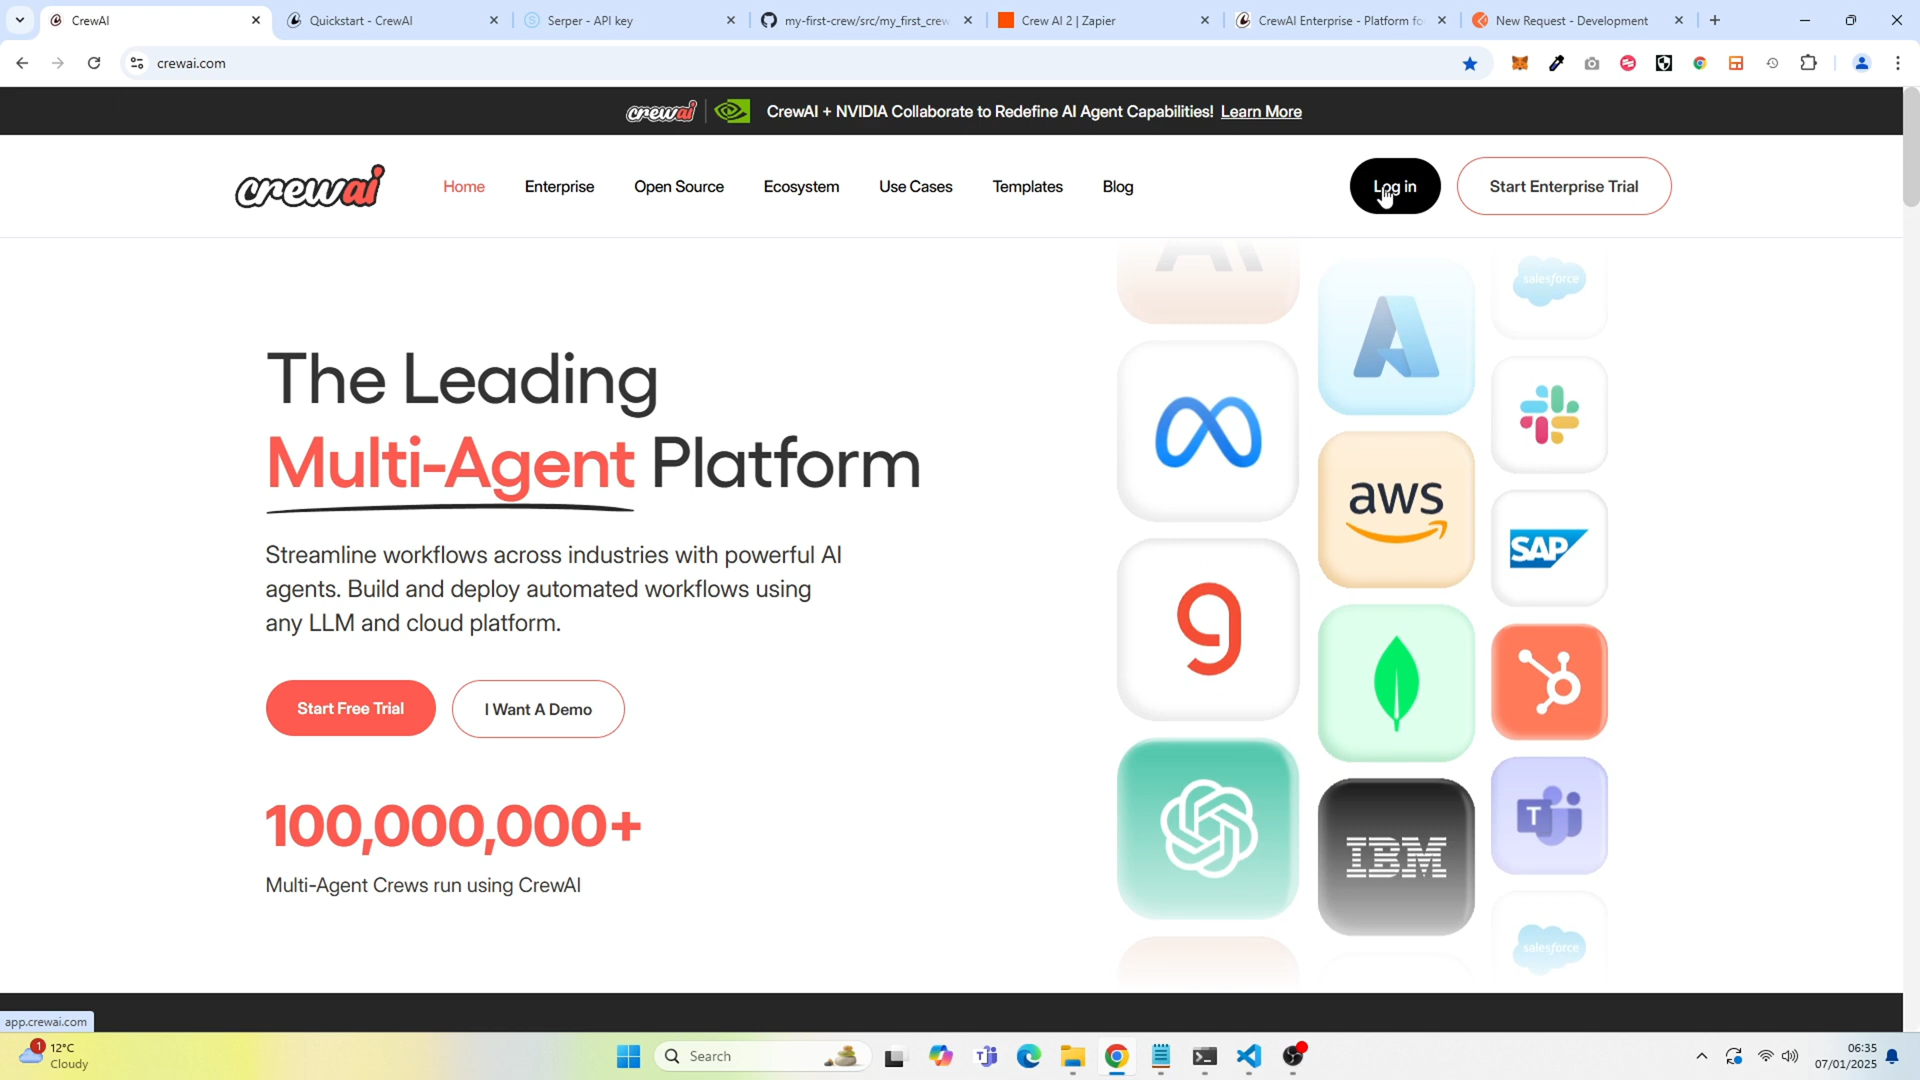 CrewAI
Quickstart - CrewAI
Serper - API key
my-first-crew/src/my_first_crew
Crew AI 2 | Zapier
CrewAI Enterprise - Platform fo
New Request - Development
crewai.com
crewai
CrewAI + NVIDIA Collaborate to Redefine AI Agent Capabilities! Learn More
crewai
Home
Enterprise
Open Source
Ecosystem
Use Cases
Templates
Blog
Log in
Start Enterprise Trial
The Leading
Multi-Agent Platform
Streamline workflows across industries with powerful AI
agents. Build and deploy automated workflows using
any LLM and cloud platform.
Start Free Trial
I Want A Demo
100,000,000+
Multi-Agent Crews run using CrewAI
AI
salesforce
aws
SAP
T
IBM
salesforce
app.crewai.com
1
12°C
Cloudy
Search
06:35
07/01/2025